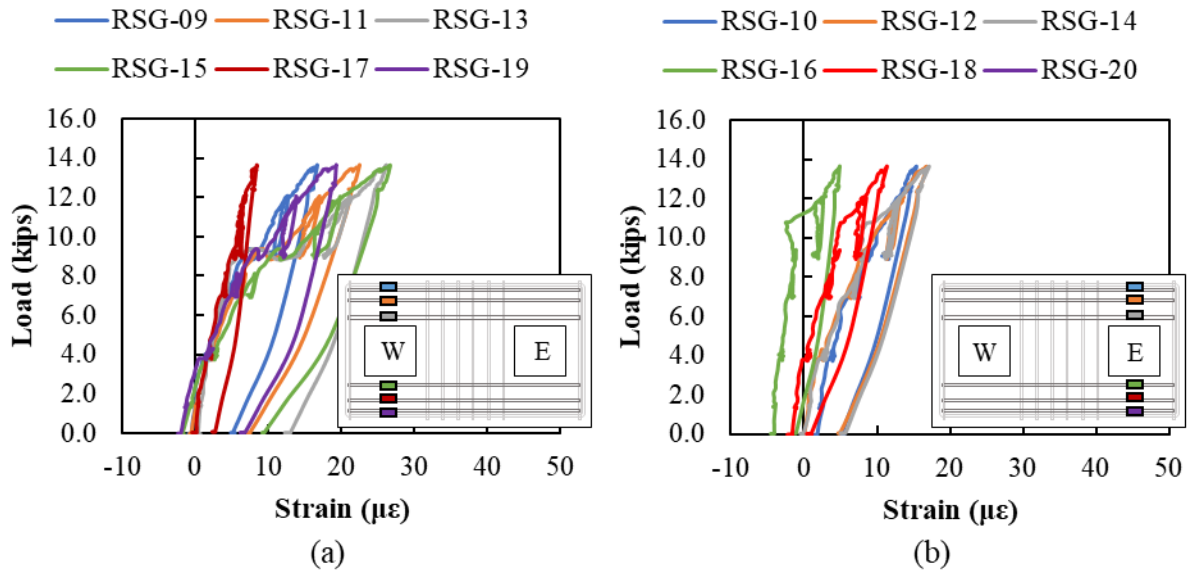 RSG-09 RSG-11 RSG-13
RSG-15 RSG-17 RSG-19
16.0
14.0
12.0
10.0
8.0
6.0
4.0
2.0
0.0
Load (kips)
W E
-10 0 10 20 30 40 50
Strain (με)
(a)
RSG-10 RSG-12 RSG-14
RSG-16 RSG-18 RSG-20
16.0
14.0
12.0
10.0
8.0
6.0
4.0
2.0
0.0
Load (kips)
W E
-10 0 10 20 30 40 50
Strain (με)
(b)